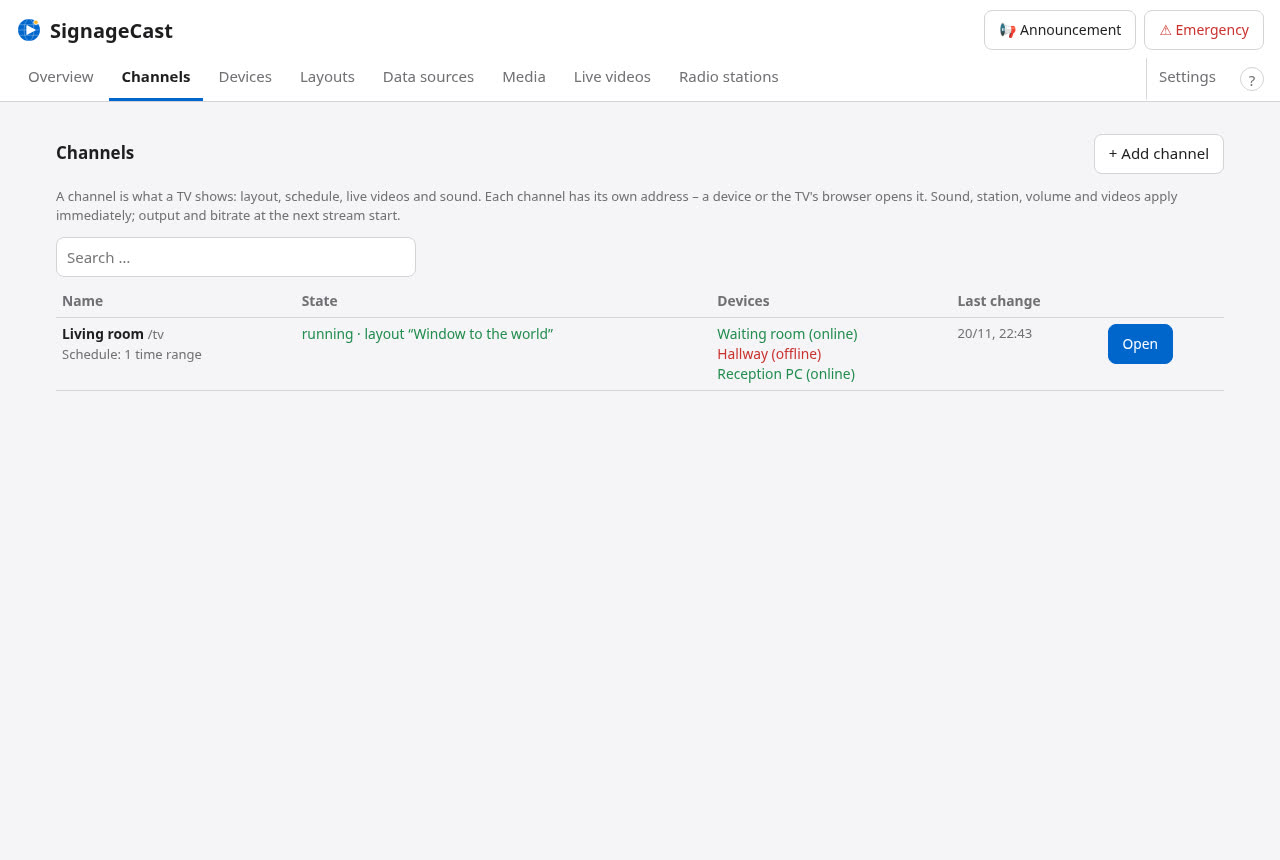 SignageCast
📢 Announcement
⚠ Emergency
Overview
Channels
Devices
Layouts
Data sources
Media
Live videos
Radio stations
Settings
?
Channels
+ Add channel
A channel is what a TV shows: layout, schedule, live videos and sound. Each channel has its own address – a device or the TV's browser opens it. Sound, station, volume and videos apply
immediately; output and bitrate at the next stream start.
Search ...
Name
State
Devices
Last change
Living room /tv
running · layout “Window to the world”
Waiting room (online)
20/11, 22:43
Open
Schedule: 1 time range
Hallway (offline)
Reception PC (online)